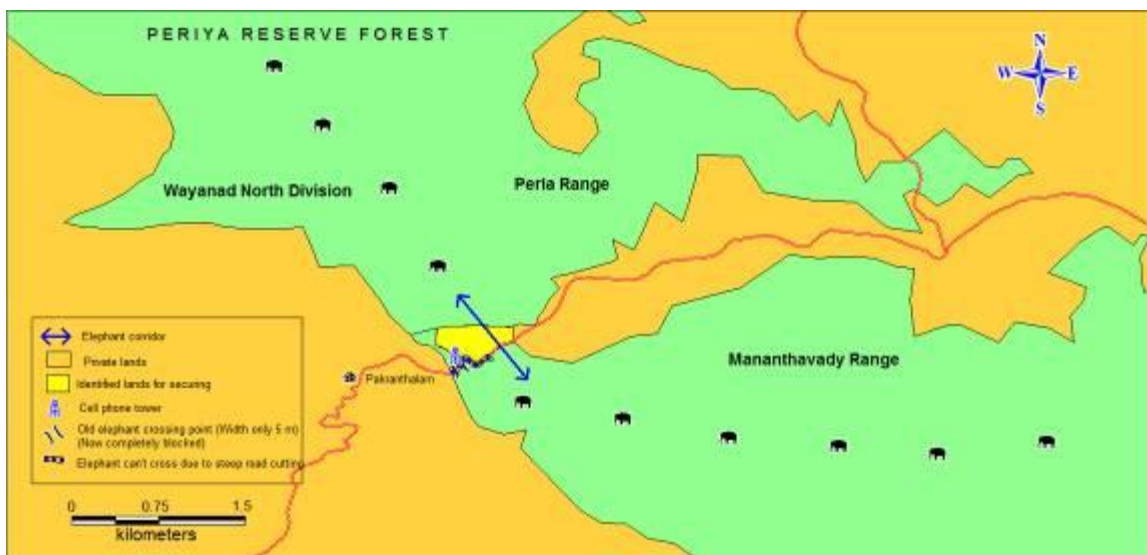 PERIYA RESERVE FOREST
N
W E
S
Wayanad North Division
Peria Range
Mananthavady Range
Pakranthalam
Elephant corridor
Private lands
Identified lands for securing
Cell phone tower
Old elephant crossing point (Width only 5 m)
(Now completely blocked)
Elephant can't cross due to steep road cutting
0 0.75 1.5
kilometers